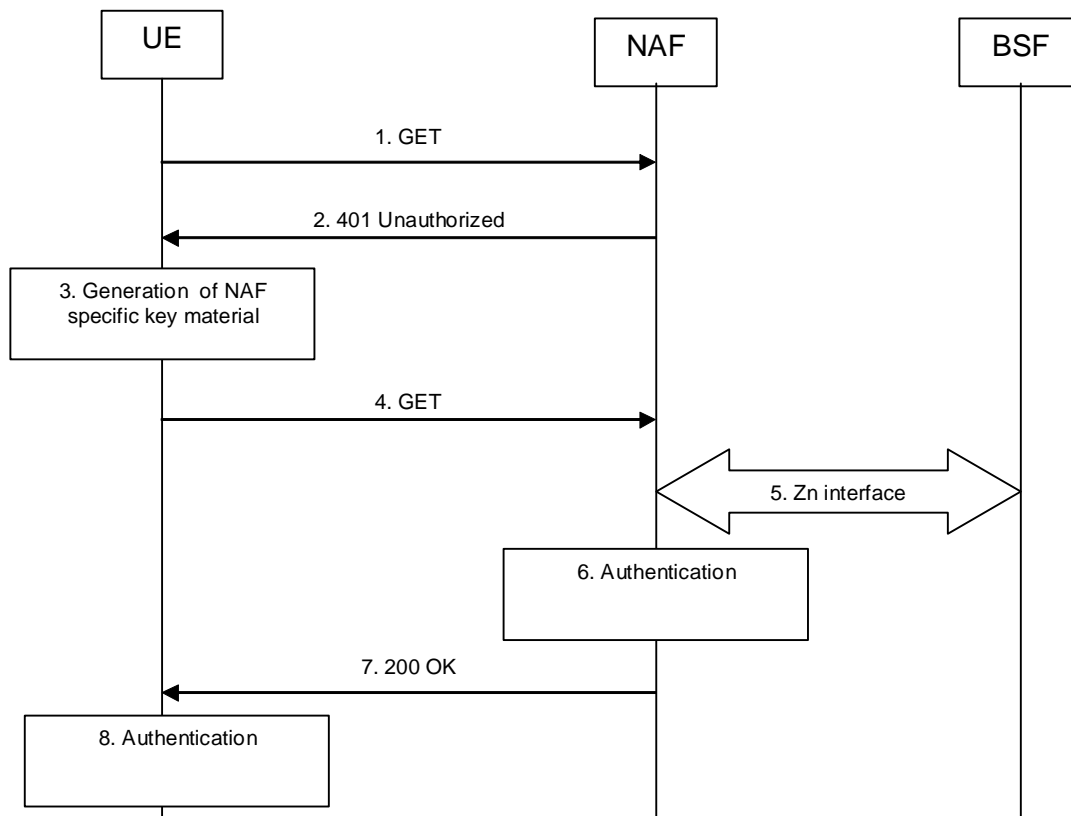 UE
NAF
BSF
1. GET
2. 401 Unauthorized
3. Generation of NAF
specific key material
4. GET
5. Zn interface
6. Authentication
7. 200 OK
8. Authentication